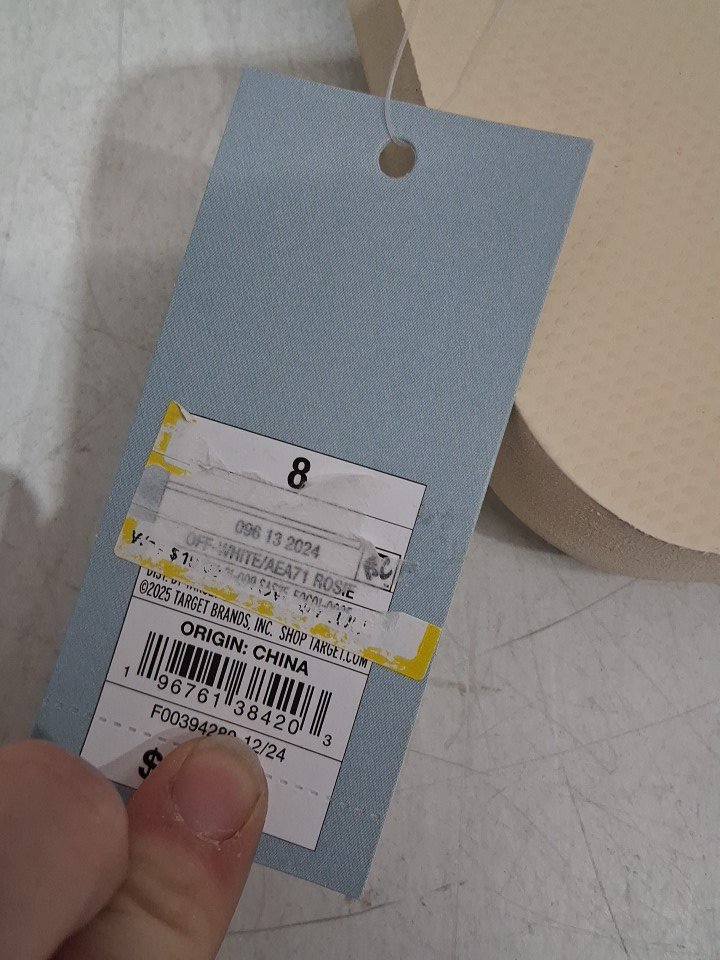 8
096 13 2024
OFF-WHITE/AEA71 ROSIE
$1
©2025 TARGET BRANDS, INC. SHOP TARGET.COM
ORIGIN: CHINA
1 96761 38420 3
12/24
$